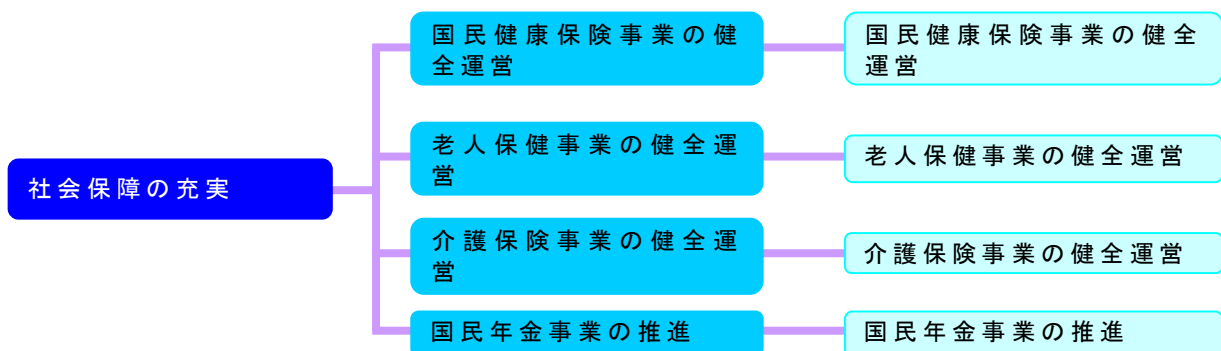 社会保障の充実
国民健康保険事業の健
全運営
国民健康保険事業の健全
運営
老人保健事業の健全運
営
老人保健事業の健全運営
介護保険事業の健全運
営
介護保険事業の健全運営
国民年金事業の推進
国民年金事業の推進